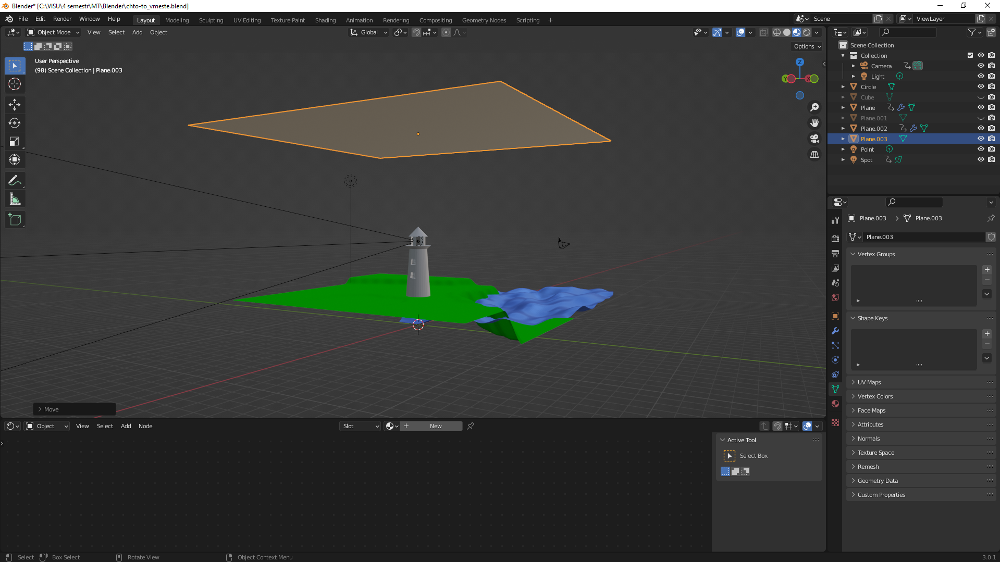 Blender* [C:\VISU\4 semestr\MT\Blender\chto-to_vmeste.blend]
File Edit Render Window Help Layout Modeling Sculpting UV Editing Texture Paint Shading Animation Rendering Compositing Geometry Nodes Scripting + Scene ViewLayer
Object Mode View Select Add Object Global
Options
User Perspective
(98) Scene Collection | Plane.003
Z
Y X
Scene Collection
Collection
Camera
Light
Circle
Cube
Plane
Plane.001
Plane.002
Plane.003
Point
Spot
Plane.003 > Plane.003
Plane.003
Vertex Groups
Shape Keys
UV Maps
Vertex Colors
Face Maps
Attributes
Normals
Texture Space
Remesh
Geometry Data
Custom Properties
Move
Object View Select Add Node Slot New
Active Tool
Select Box
Select Box Select Rotate View Object Context Menu 3.0.1